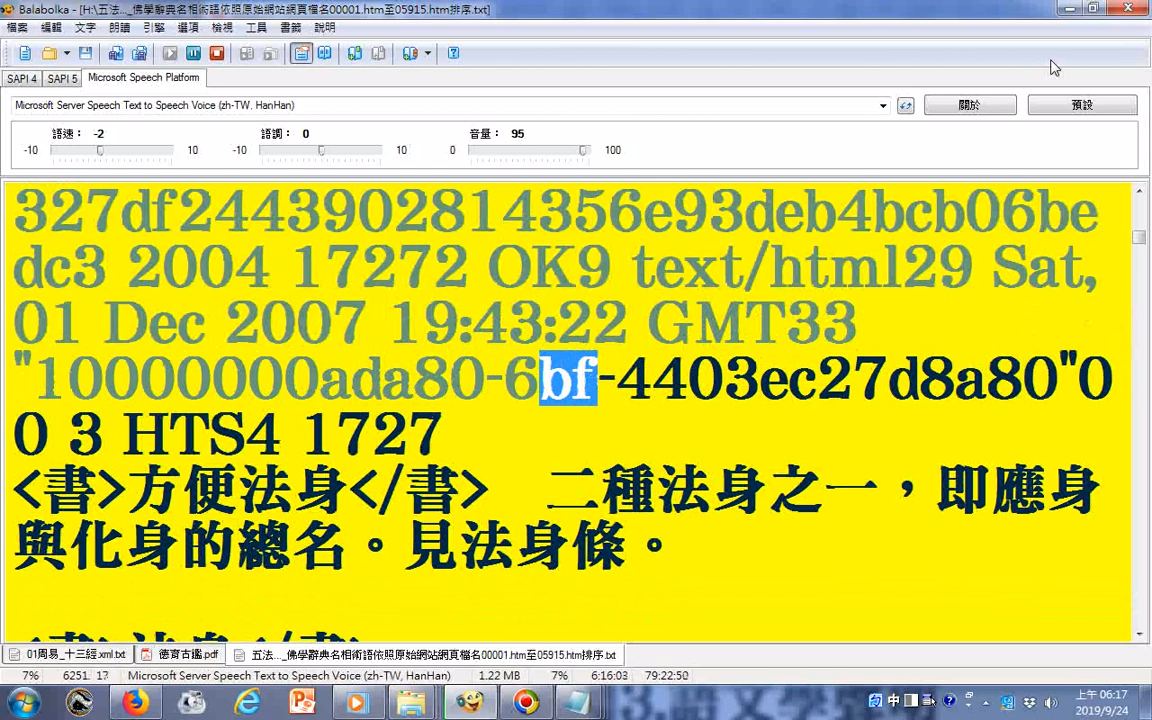 Balabolka - [H:\五法..._佛學辭典名相術語依照原始網站網頁檔名00001.htm至05915.htm排序.txt]
檔案 編輯 文字 朗讀 引擎 選項 檢視 工具 書籤 說明
SAPI 4 SAPI 5 Microsoft Speech Platform
Microsoft Server Speech Text to Speech Voice (zh-TW, HanHan) 關於 預設
語速: -2 語調: 0 音量: 95
-10 10 -10 10 0 100
327df2443902814356e93deb4bcb06be
dc3 2004 17272 OK9 text/html29 Sat,
01 Dec 2007 19:43:22 GMT33
"10000000ada80-6bf-4403ec27d8a80"0
0 3 HTS4 1727
<書>方便法身</書>　二種法身之一，即應身
與化身的總名。見法身條。
<書>法身</書>
01周易_十三經.xml.txt 德育古鑑.pdf 五法..._佛學辭典名相術語依照原始網站網頁檔名00001.htm至05915.htm排序.txt
7% 6251: 17 Microsoft Server Speech Text to Speech Voice (zh-TW, HanHan) 1.22 MB 7% 6:16:03 79:22:50
中 上午 06:17
2019/9/24